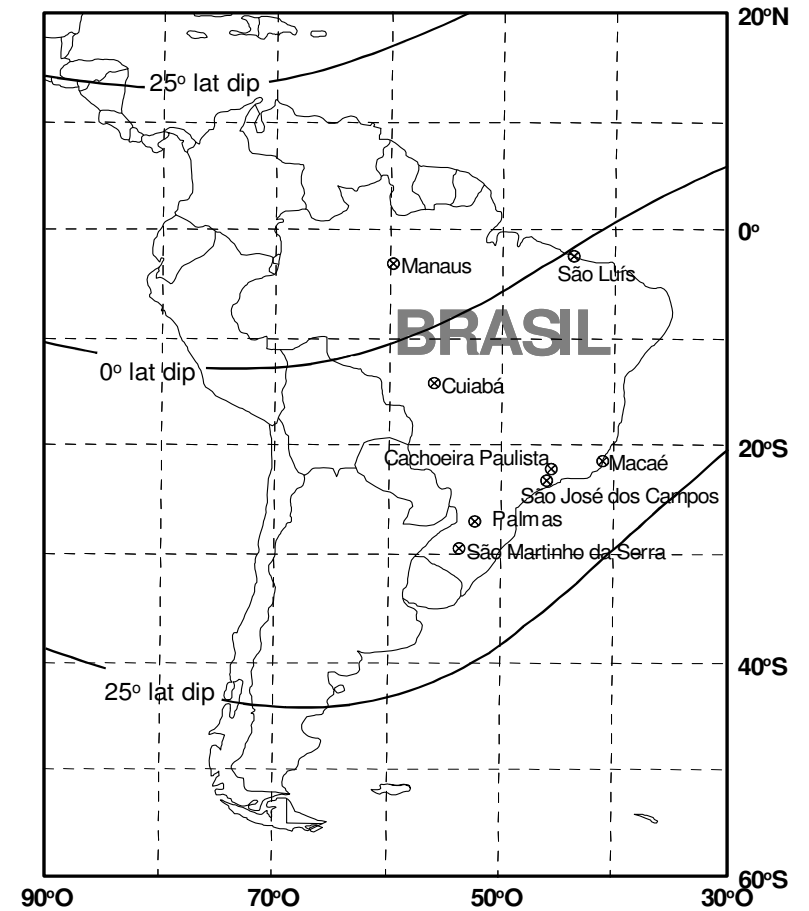 20ºN
25º lat dip
0º
Manaus
São Luís
BRASIL
0º lat dip
Cuiabá
20ºS
Cachoeira Paulista
Macaé
São José dos Campos
Palmas
São Martinho da Serra
40ºS
25º lat dip
60ºS
90ºO 70ºO 50ºO 30ºO